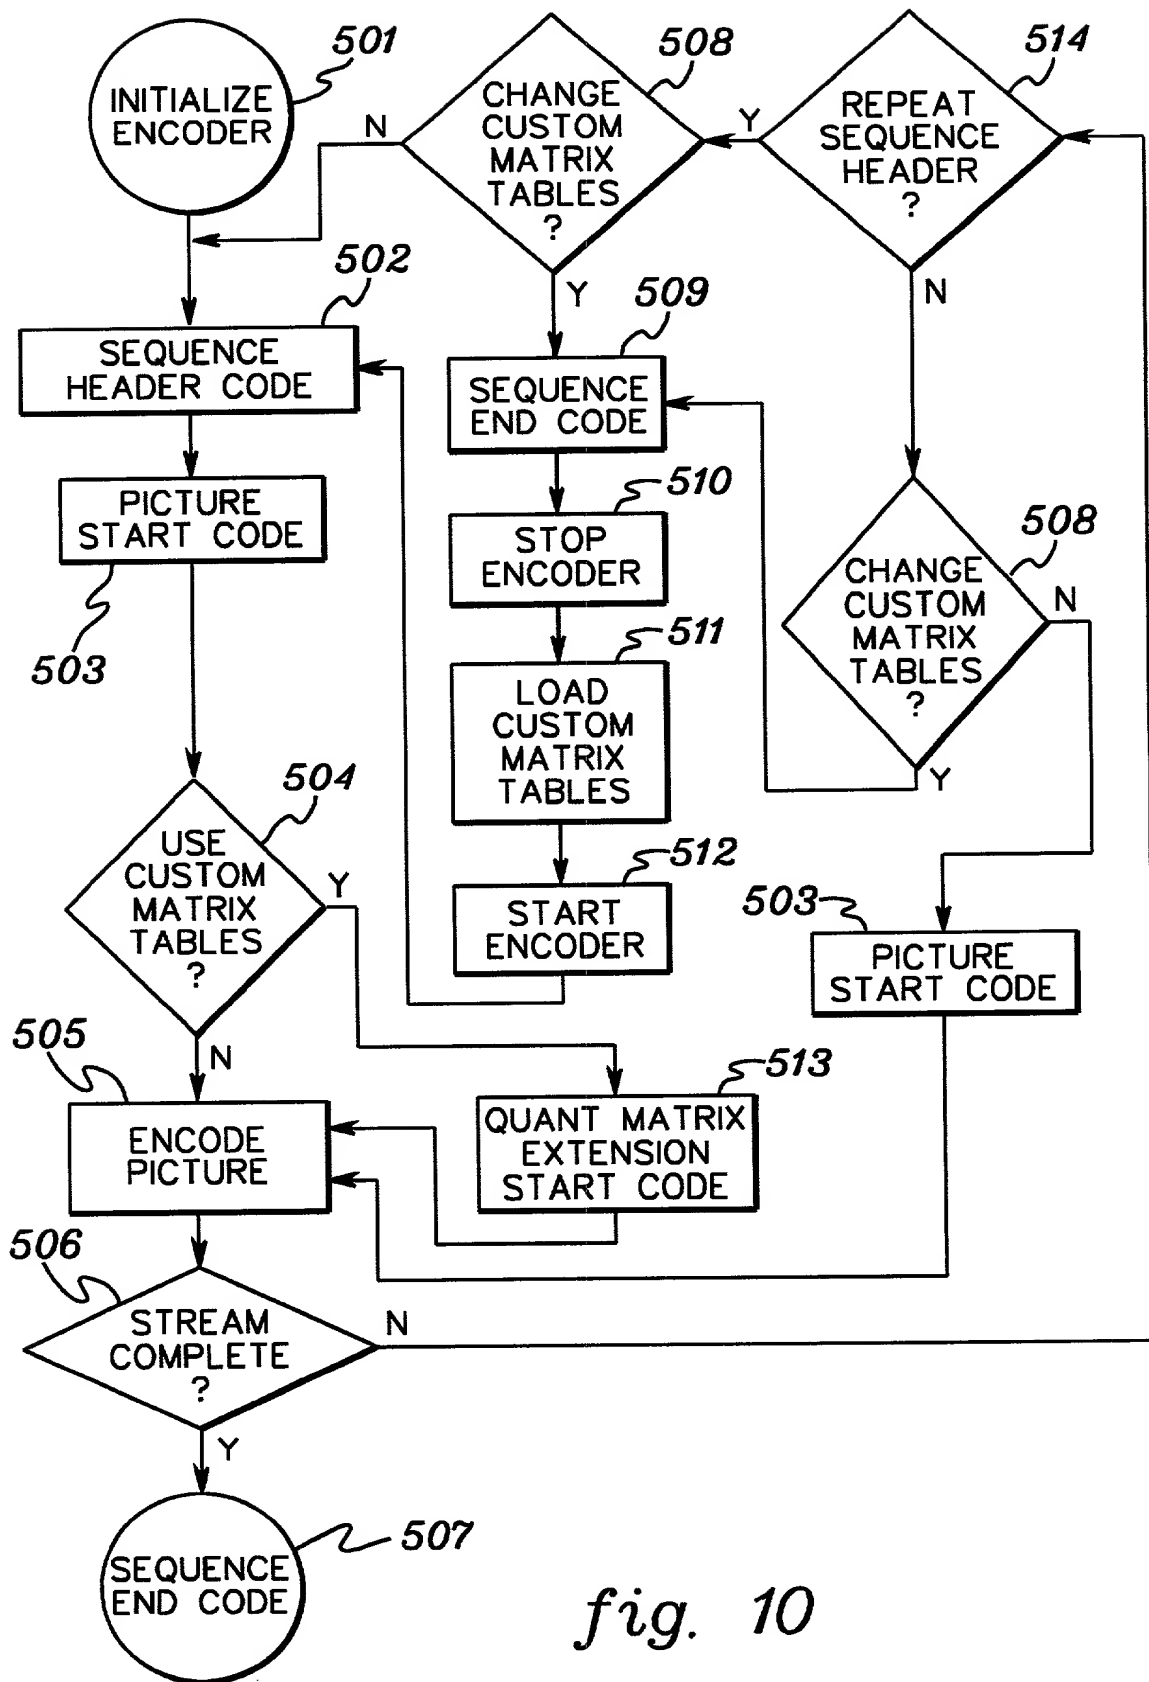 501
INITIALIZE
ENCODER
508
CHANGE
CUSTOM
MATRIX
TABLES
?
N
Y
514
REPEAT
SEQUENCE
HEADER
?
Y
N
502
SEQUENCE
HEADER CODE
509
SEQUENCE
END CODE
PICTURE
START CODE
503
510
STOP
ENCODER
508
CHANGE
CUSTOM
MATRIX
TABLES
?
N
Y
511
LOAD
CUSTOM
MATRIX
TABLES
504
USE
CUSTOM
MATRIX
TABLES
?
Y
N
512
START
ENCODER
503
PICTURE
START CODE
505
ENCODE
PICTURE
513
QUANT MATRIX
EXTENSION
START CODE
506
STREAM
COMPLETE
?
N
Y
507
SEQUENCE
END CODE
fig. 10